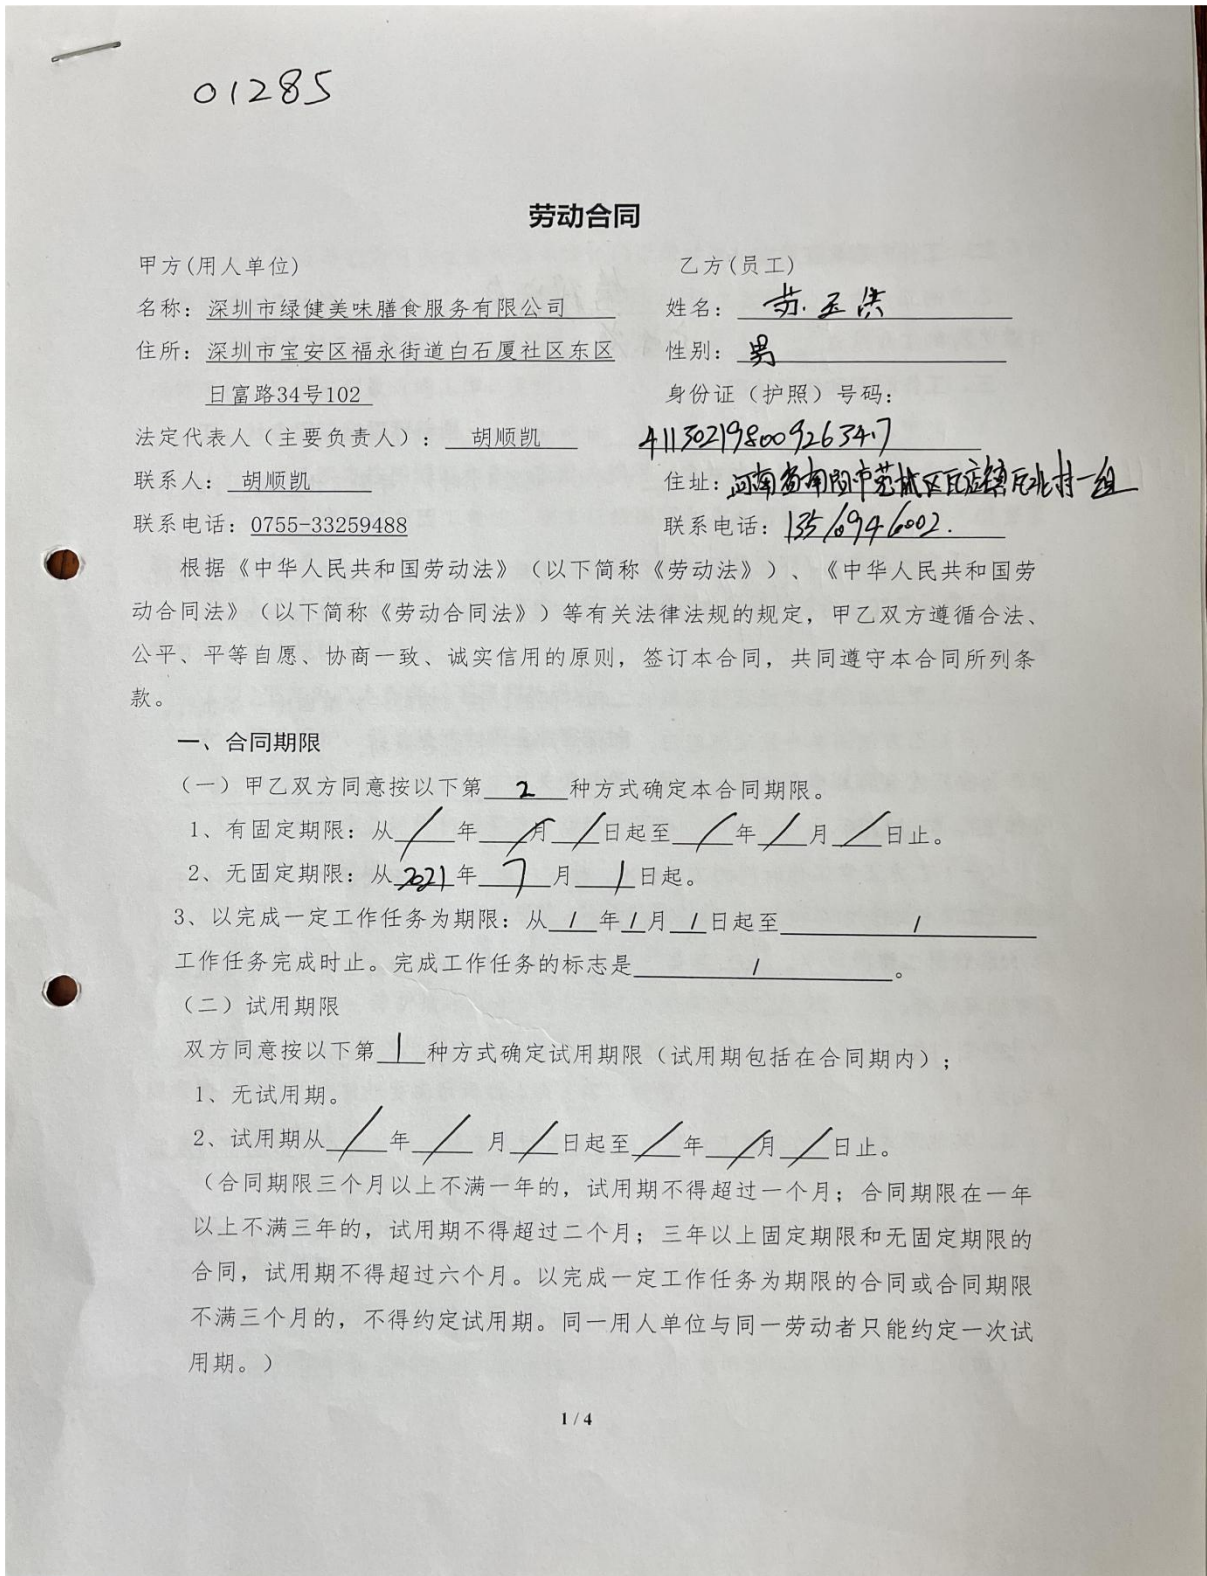 01285
劳动合同
甲方(用人单位)
乙方(员工)
名称：深圳市绿健美味膳食服务有限公司
姓名：苏玉洪
住所：深圳市宝安区福永街道白石厦社区东区
性别：男
日富路34号102
身份证（护照）号码：
法定代表人（主要负责人）：胡顺凯
411302198009263417
联系人：胡顺凯
住址：河南省南阳市 区瓦店镇瓦北村一组
联系电话：0755-33259488
联系电话：13516946002.
根据《中华人民共和国劳动法》（以下简称《劳动法》）、《中华人民共和国劳
动合同法》（以下简称《劳动合同法》）等有关法律法规的规定，甲乙双方遵循合法、
公平、平等自愿、协商一致、诚实信用的原则，签订本合同，共同遵守本合同所列条
款。
一、合同期限
（一）甲乙双方同意按以下第 2 种方式确定本合同期限。
1、有固定期限：从 / 年 / 月 / 日起至 / 年 / 月 / 日止。
2、无固定期限：从 2021 年 7 月 1 日起。
3、以完成一定工作任务为期限：从 / 年 / 月 / 日起至 /
工作任务完成时止。完成工作任务的标志是 / 。
（二）试用期限
双方同意按以下第 1 种方式确定试用期限（试用期包括在合同期内）；
1、无试用期。
2、试用期从 / 年 / 月 / 日起至 / 年 / 月 / 日止。
（合同期限三个月以上不满一年的，试用期不得超过一个月；合同期限在一年
以上不满三年的，试用期不得超过二个月；三年以上固定期限和无固定期限的
合同，试用期不得超过六个月。以完成一定工作任务为期限的合同或合同期限
不满三个月的，不得约定试用期。同一用人单位与同一劳动者只能约定一次试
用期。）
1 / 4